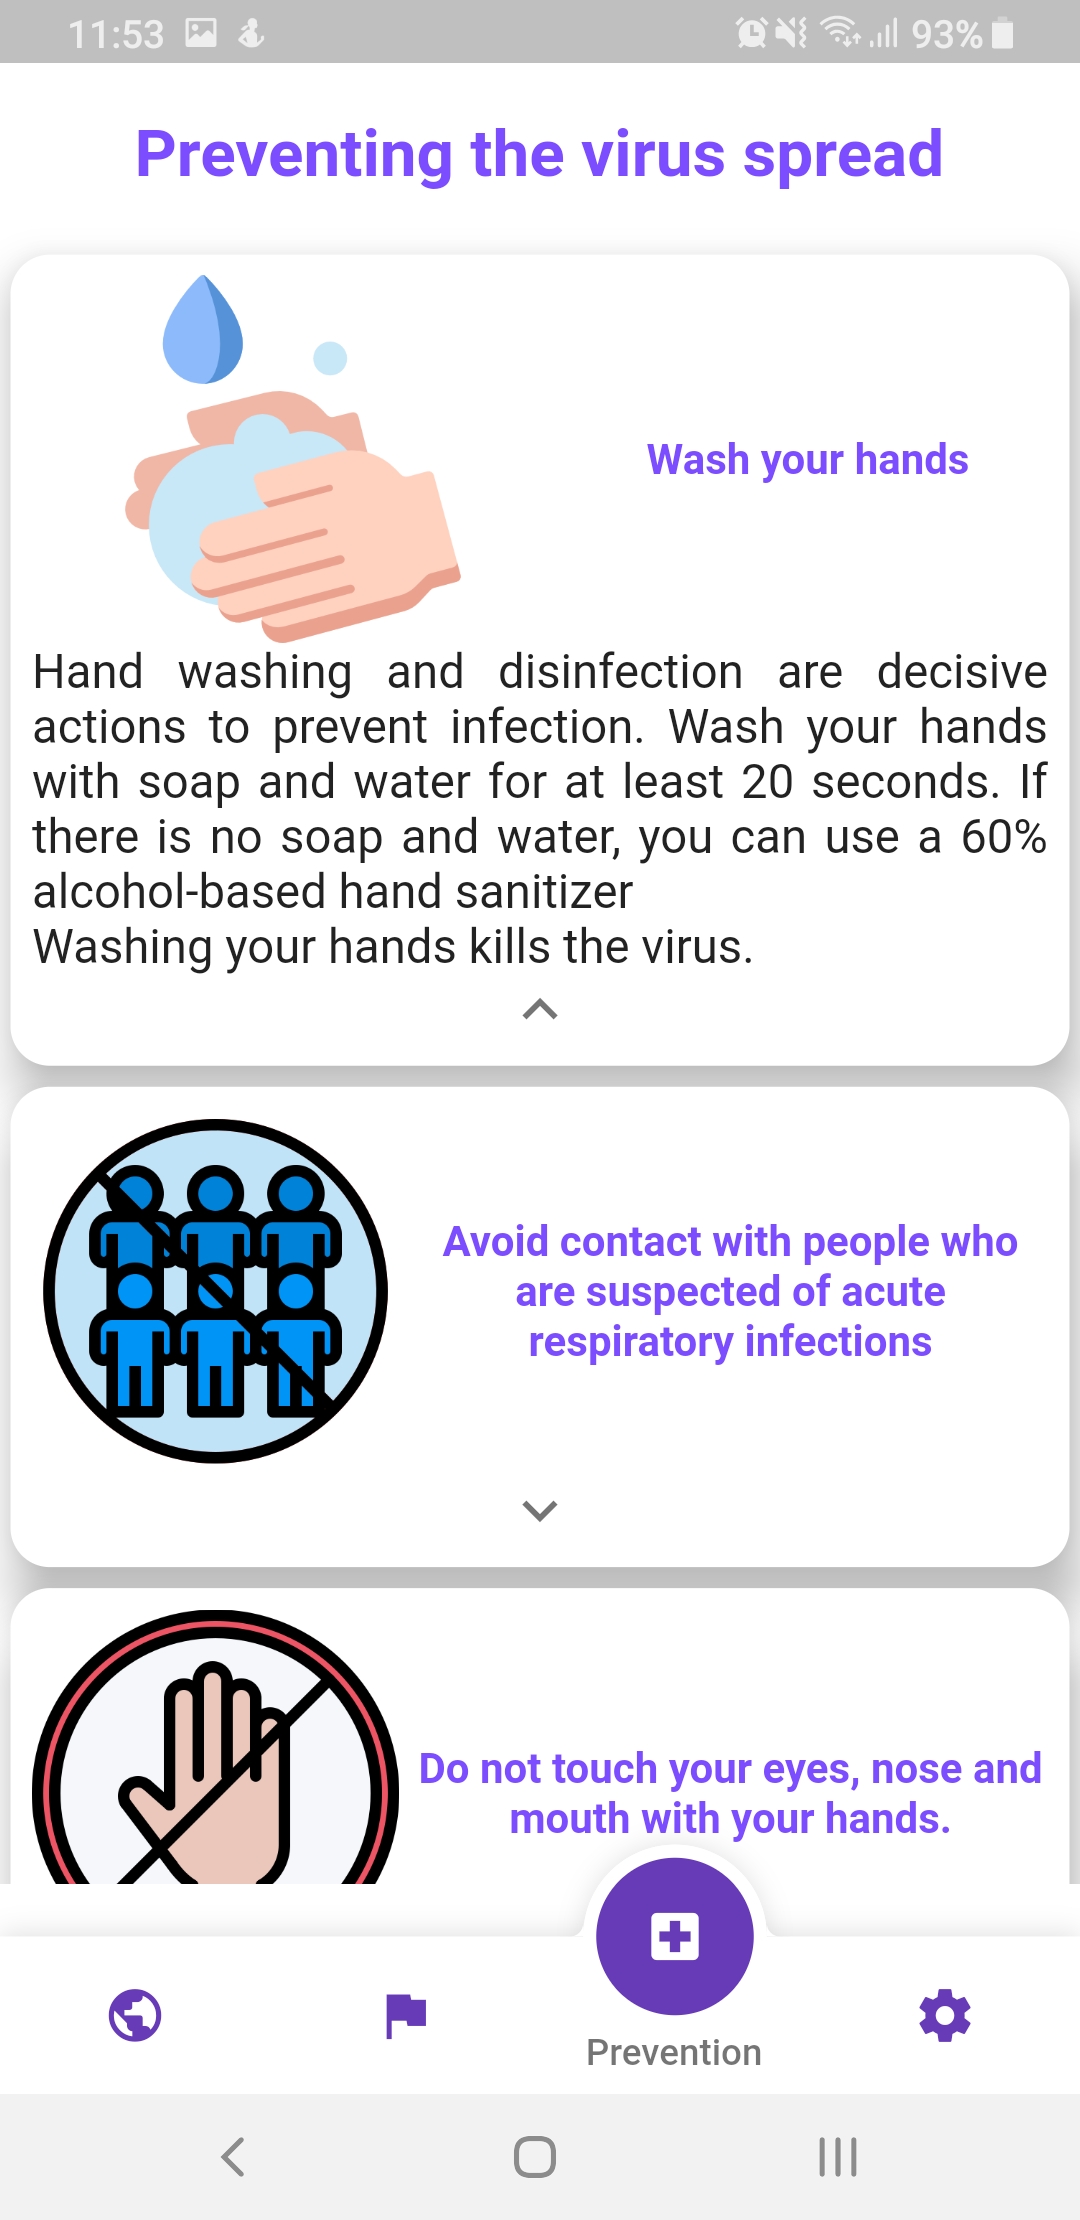 11:53
93%
Preventing the virus spread
Wash your hands
Hand washing and disinfection are decisive
actions to prevent infection. Wash your hands
with soap and water for at least 20 seconds. If
there is no soap and water, you can use a 60%
alcohol-based hand sanitizer
Washing your hands kills the virus.
Avoid contact with people who
are suspected of acute
respiratory infections
Do not touch your eyes, nose and
mouth with your hands.
Prevention